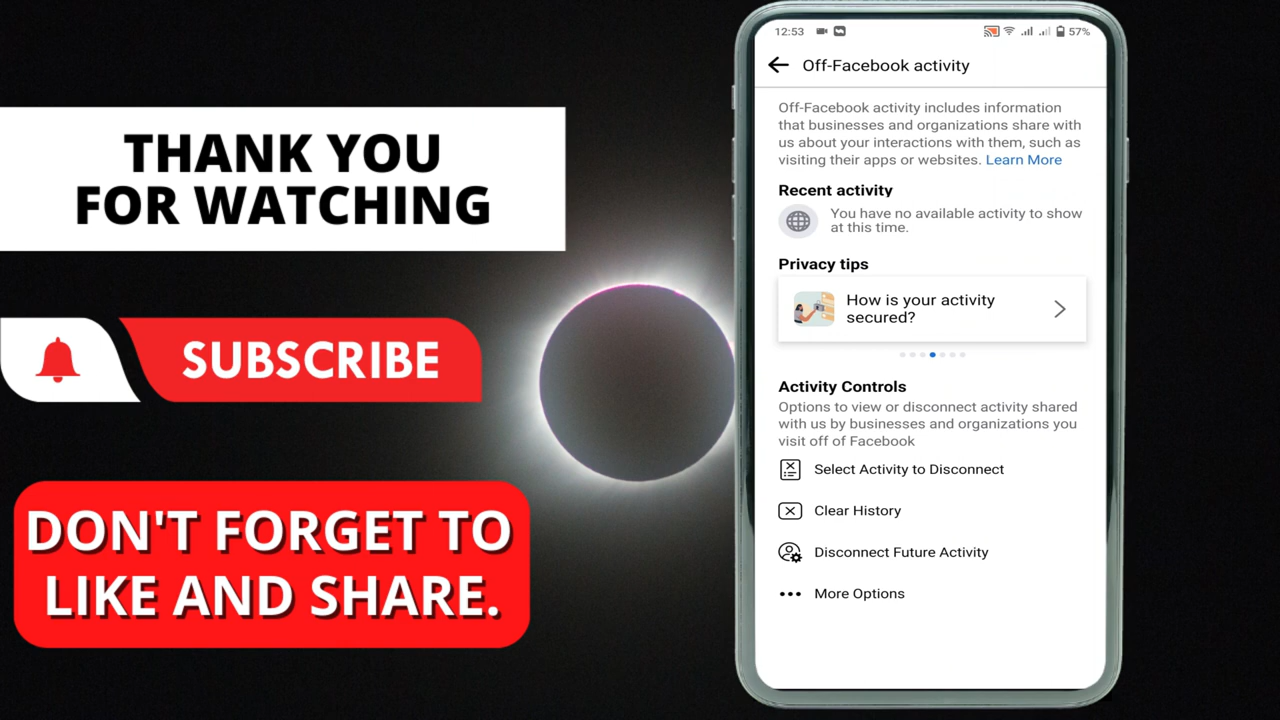 THANK YOU
FOR WATCHING
SUBSCRIBE
DON'T FORGET TO
LIKE AND SHARE.
12:53
57%
Off-Facebook activity
Off-Facebook activity includes information
that businesses and organizations share with
us about your interactions with them, such as
visiting their apps or websites. Learn More
Recent activity
You have no available activity to show
at this time.
Privacy tips
How is your activity
secured?
Activity Controls
Options to view or disconnect activity shared
with us by businesses and organizations you
visit off of Facebook
Select Activity to Disconnect
Clear History
Disconnect Future Activity
More Options